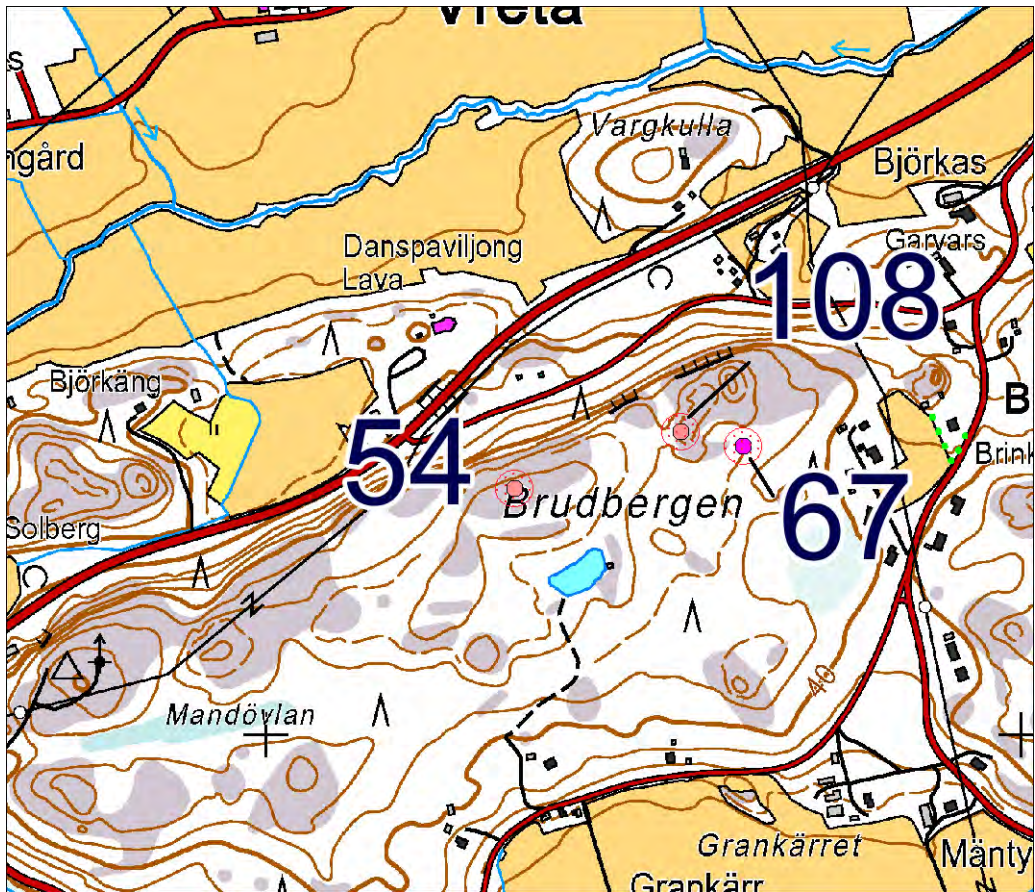 Vreta
s
ngård
Vargkulla
Björkas
Garvars
Danspaviljong
Lava
108
Björkäng
B
54
Brink
Brudbergen
67
Solberg
40
Mandövlan
Grankärret
Mänty
Grankärr